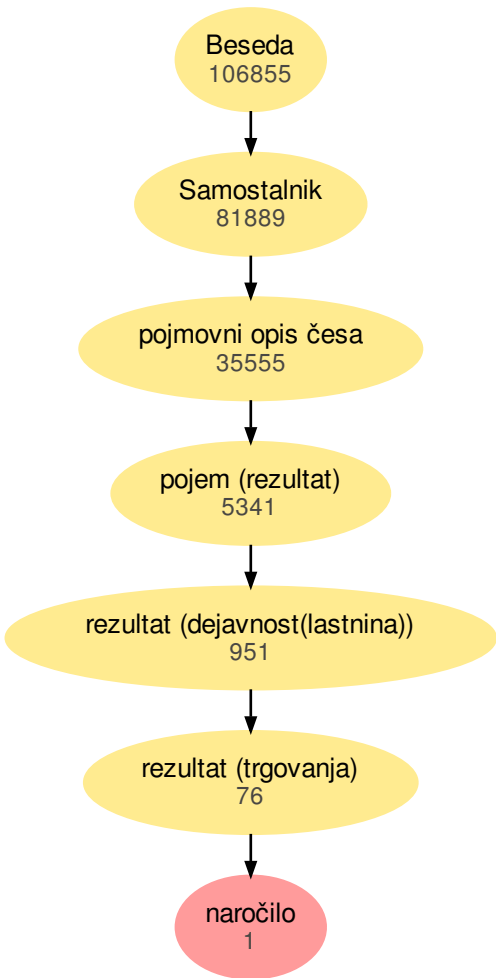 Beseda
106855
Samostalnik
81889
pojmovni opis česa
35555
pojem (rezultat)
5341
rezultat (dejavnost(lastnina))
951
rezultat (trgovanja)
76
naročilo
1